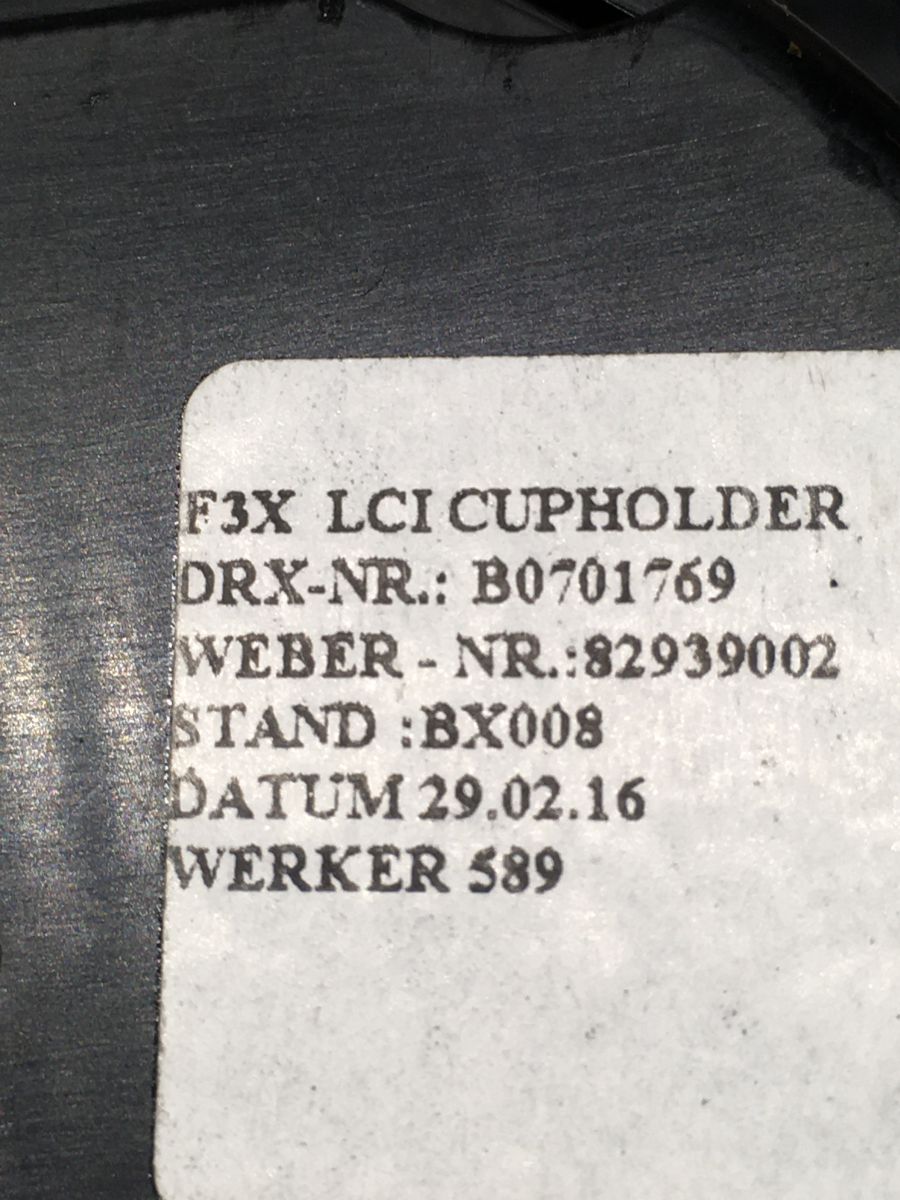 F3X LCI CUPHOLDER
DRX-NR.: B0701769
WEBER - NR.:82939002
STAND :BX008
DATUM 29.02.16
WERKER 589